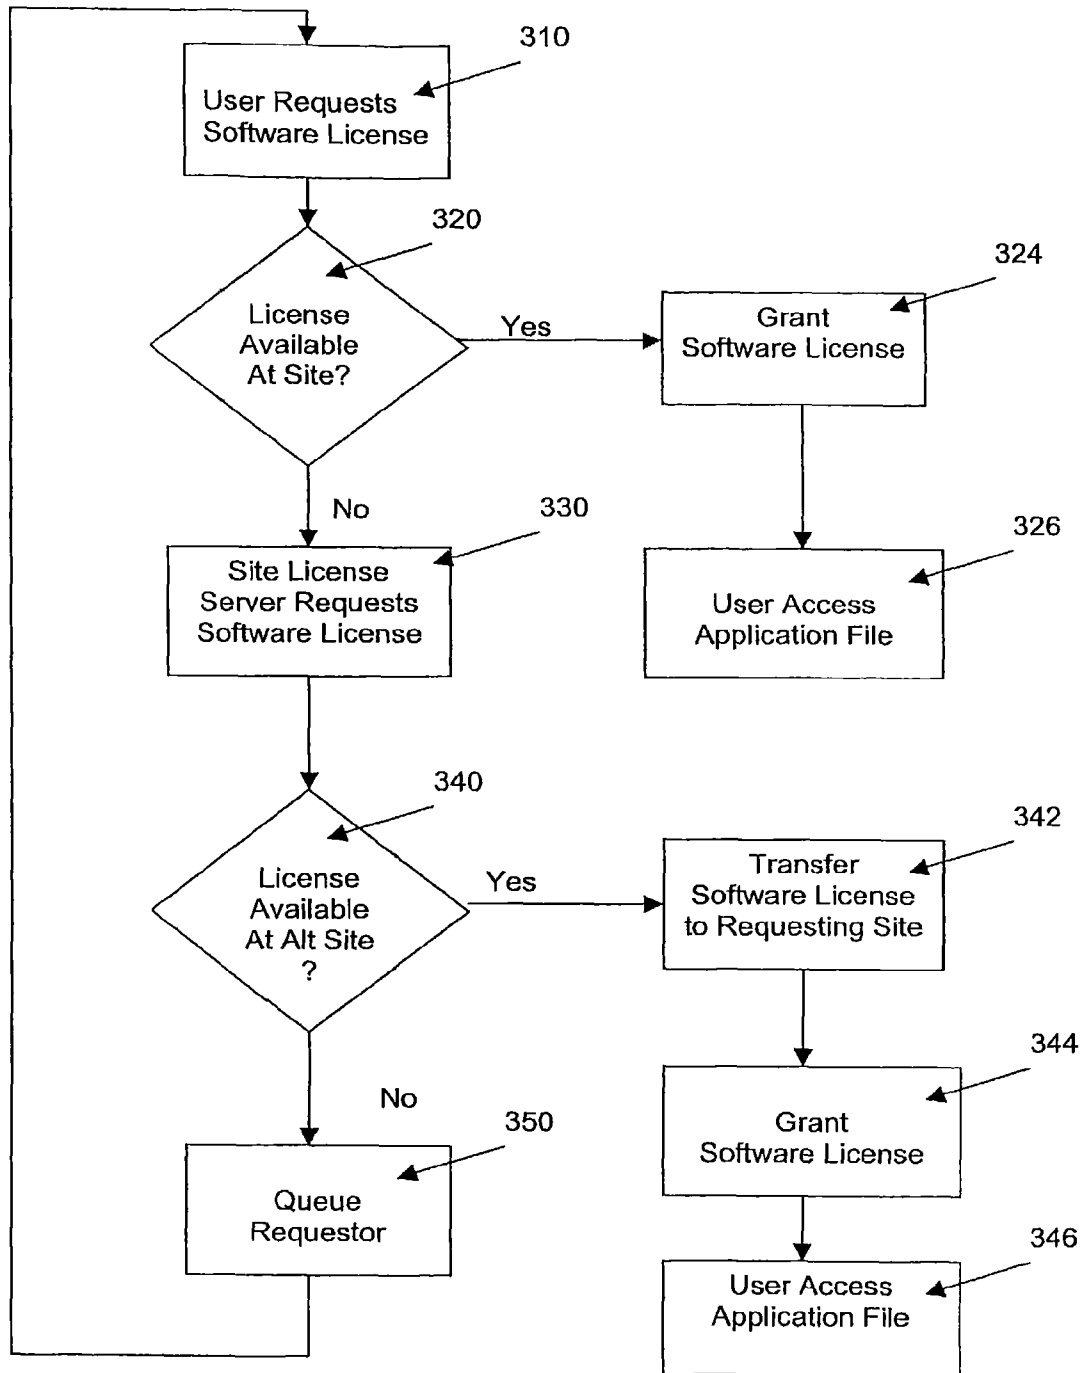 310
User Requests
Software License
320
License
Available
At Site?
Yes
324
Grant
Software License
No
330
Site License
Server Requests
Software License
326
User Access
Application File
340
License
Available
At Alt Site
?
Yes
342
Transfer
Software License
to Requesting Site
No
344
Grant
Software License
350
Queue
Requestor
346
User Access
Application File